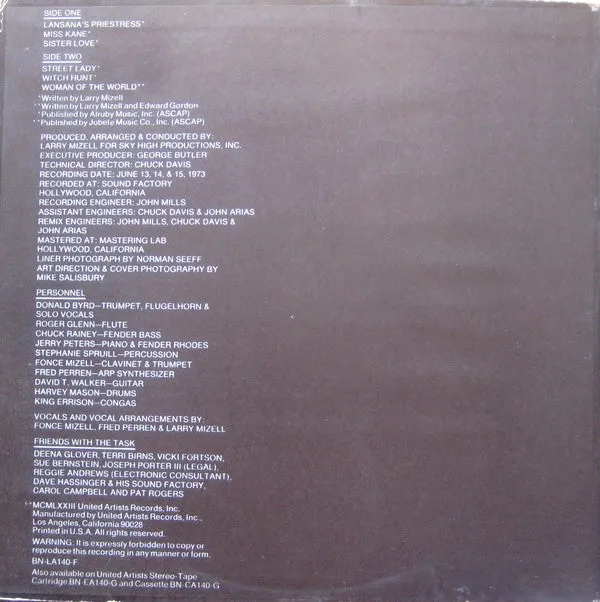 SIDE ONE
LANSANA'S PRIESTRESS*
MISS KANE*
SISTER LOVE*
SIDE TWO
STREET LADY*
WITCH HUNT*
WOMAN OF THE WORLD**
*Written by Larry Mizell
**Written by Larry Mizell and Edward Gordon
*Published by Alruby Music, Inc. (ASCAP)
**Published by Jobete Music Co., Inc. (ASCAP)
PRODUCED, ARRANGED & CONDUCTED BY:
LARRY MIZELL FOR SKY HIGH PRODUCTIONS, INC.
EXECUTIVE PRODUCER: GEORGE BUTLER
TECHNICAL DIRECTOR: CHUCK DAVIS
RECORDING DATE: JUNE 13, 14, & 15, 1973
RECORDED AT: SOUND FACTORY
HOLLYWOOD, CALIFORNIA
RECORDING ENGINEER: JOHN MILLS
ASSISTANT ENGINEERS: CHUCK DAVIS & JOHN ARIAS
REMIX ENGINEERS: JOHN MILLS, CHUCK DAVIS &
JOHN ARIAS
MASTERED AT: MASTERING LAB
HOLLYWOOD, CALIFORNIA
LINER PHOTOGRAPH BY NORMAN SEEFF
ART DIRECTION & COVER PHOTOGRAPHY BY
MIKE SALISBURY
PERSONNEL
DONALD BYRD—TRUMPET, FLUGELHORN &
SOLO VOCALS
ROGER GLENN—FLUTE
CHUCK RAINEY—FENDER BASS
JERRY PETERS—PIANO & FENDER RHODES
STEPHANIE SPRUILL—PERCUSSION
FONCE MIZELL—CLAVINET & TRUMPET
FRED PERREN—ARP SYNTHESIZER
DAVID T. WALKER—GUITAR
HARVEY MASON—DRUMS
KING ERRISON—CONGAS
VOCALS AND VOCAL ARRANGEMENTS BY:
FONCE MIZELL, FRED PERREN & LARRY MIZELL
FRIENDS WITH THE TASK
DEENA GLOVER, TERRI BIRNS, VICKI FORTSON,
SUE BERNSTEIN, JOSEPH PORTER III (LEGAL),
REGGIE ANDREWS (ELECTRONIC CONSULTANT),
DAVE HASSINGER & HIS SOUND FACTORY,
CAROL CAMPBELL AND PAT ROGERS
**MCMLXXIII United Artists Records, Inc.
Manufactured by United Artists Records, Inc.,
Los Angeles, California 90028
Printed in U.S.A. All rights reserved.
WARNING: It is expressly forbidden to copy or
reproduce this recording in any manner or form.
BN-LA140-F
Also available on United Artists Stereo-Tape
Cartridge BN-EA140-G and Cassette BN-CA140-G